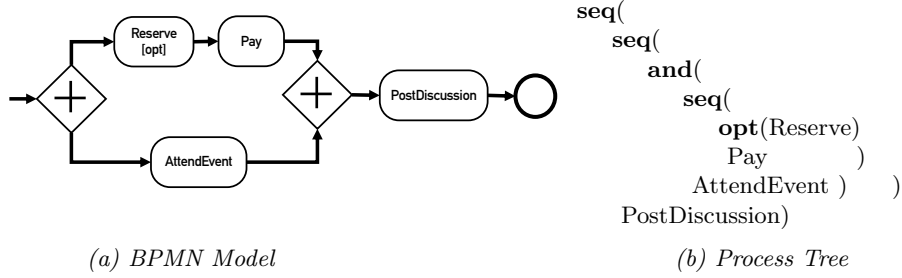 Reserve
[opt]
Pay
AttendEvent
PostDiscussion
(a) BPMN Model
seq(
seq(
and(
seq(
opt(Reserve)
Pay )
AttendEvent ) )
PostDiscussion)
(b) Process Tree